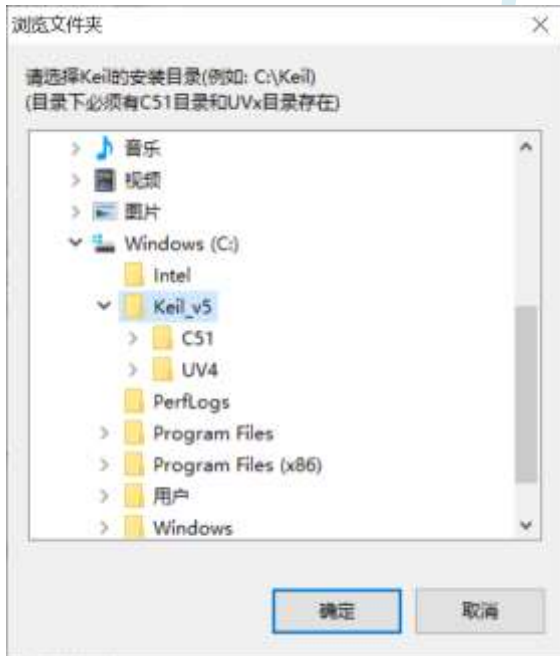 浏览文件夹
请选择Keil的安装目录(例如: C:\Keil)
(目录下必须有C51目录和UVx目录存在)
音乐
视频
图片
Windows (C:)
Intel
Keil_v5
C51
UV4
PerfLogs
Program Files
Program Files (x86)
用户
Windows
确定 取消